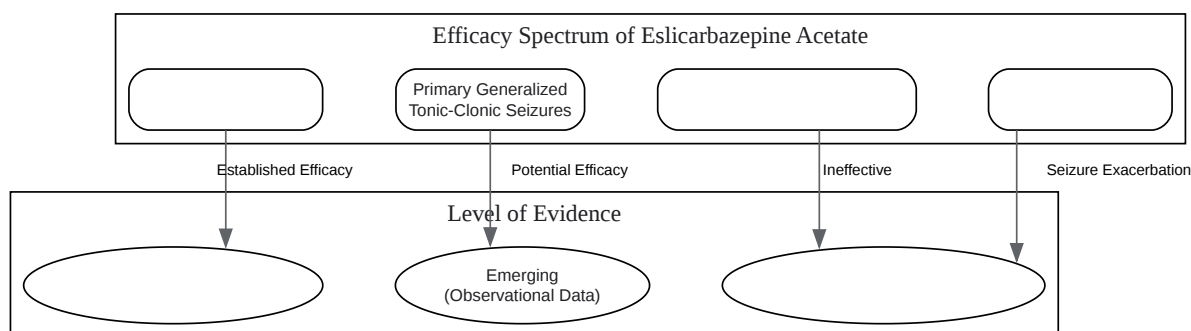 Efficacy Spectrum of Eslicarbazepine Acetate
Primary Generalized
Tonic-Clonic Seizures
Established Efficacy
Potential Efficacy
Ineffective
Seizure Exacerbation
Level of Evidence
Emerging
(Observational Data)